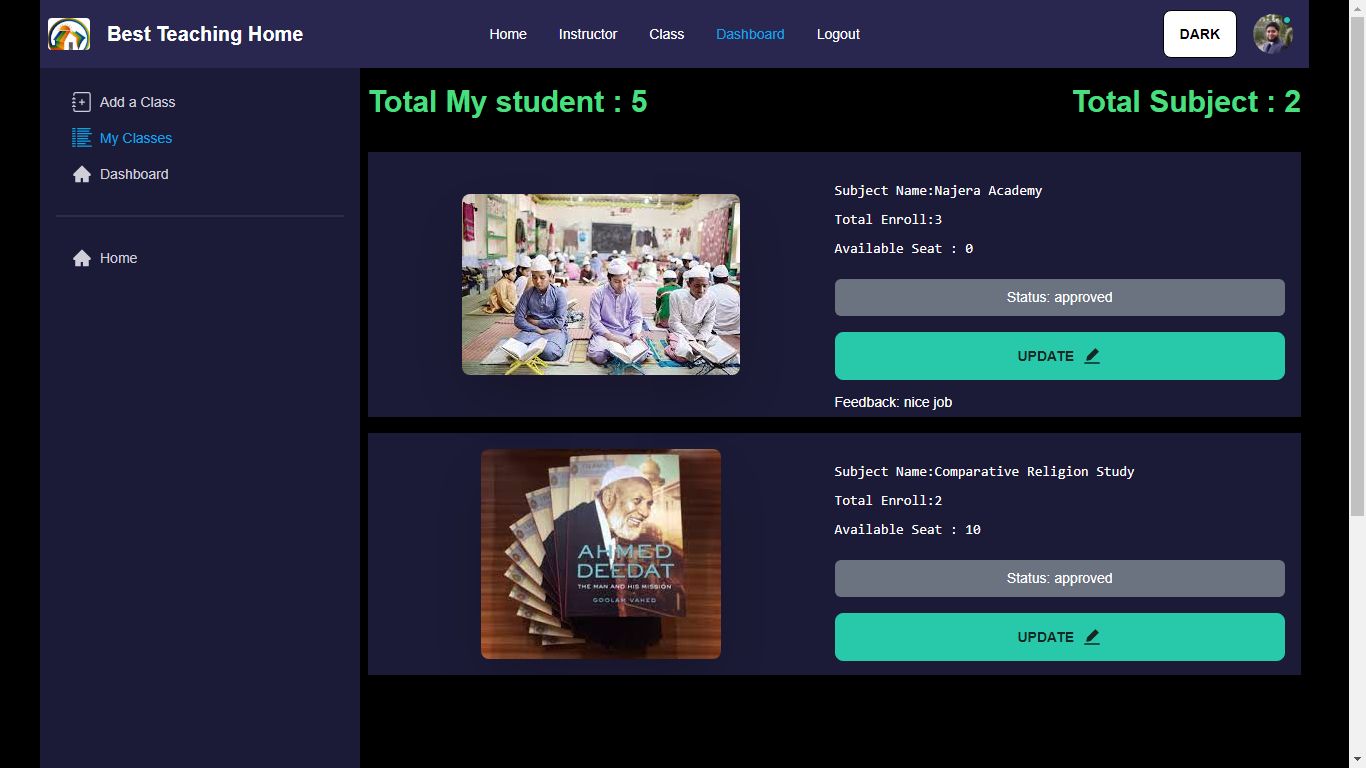 Best Teaching Home
Home
Instructor
Class
Dashboard
Logout
DARK
Add a Class
My Classes
Dashboard
Home
Total My student : 5
Total Subject : 2
Subject Name:Najera Academy
Total Enroll:3
Available Seat : 0
Status: approved
UPDATE
Feedback: nice job
AHMED
DEEDAT
THE MAN AND HIS MISSION
GOOLAM VAHED
Subject Name:Comparative Religion Study
Total Enroll:2
Available Seat : 10
Status: approved
UPDATE